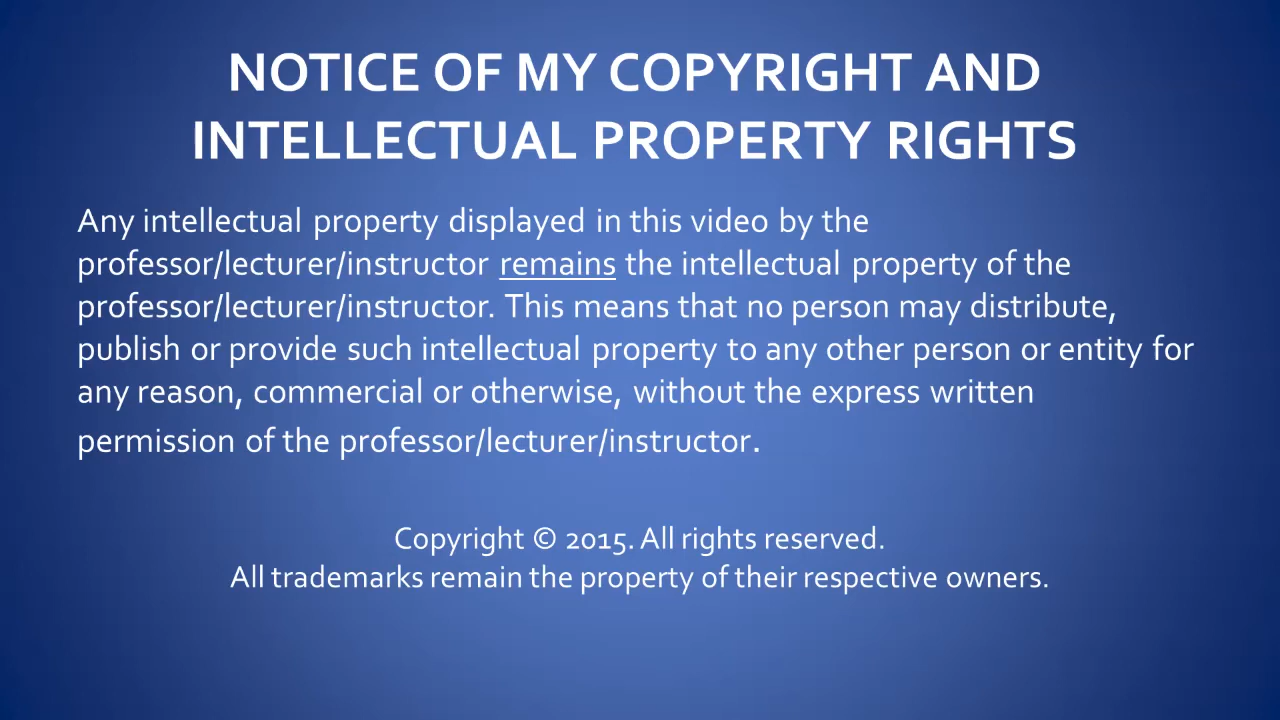 NOTICE OF MY COPYRIGHT AND
INTELLECTUAL PROPERTY RIGHTS
Any intellectual property displayed in this video by the
professor/lecturer/instructor remains the intellectual property of the
professor/lecturer/instructor. This means that no person may distribute,
publish or provide such intellectual property to any other person or entity for
any reason, commercial or otherwise, without the express written
permission of the professor/lecturer/instructor.
Copyright © 2015. All rights reserved.
All trademarks remain the property of their respective owners.